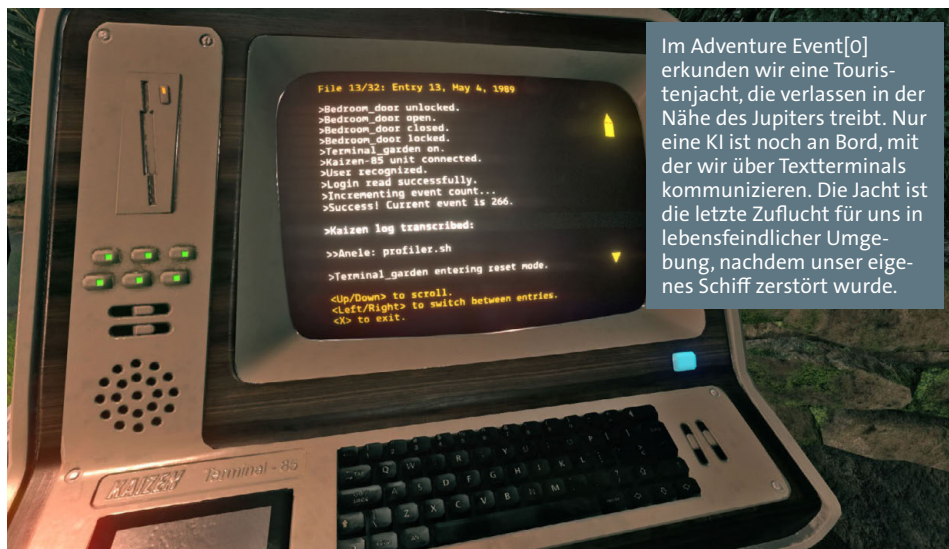 File 13/32: Entry 13, May 4, 1989
>Bedroom_door unlocked.
>Bedroom_door open.
>Bedroom_door closed.
>Bedroom_door locked.
>Terminal_garden on.
>Kaizen-85 unit connected.
>User recognized.
>Login read successfully.
>Incrementing event count...
>Success! Current event is 266.
>Kaizen log transcribed:
>>Anele: profiler.sh
>Terminal_garden entering reset mode.
<Up/Down> to scroll.
<Left/Right> to switch between entries.
<X> to exit.
Im Adventure Event[0]
erkunden wir eine Touris-
tenjacht, die verlassen in der
Nähe des Jupiters treibt. Nur
eine KI ist noch an Bord, mit
der wir über Textterminals
kommunizieren. Die Jacht ist
die letzte Zuflucht für uns in
lebensfeindlicher Umge-
bung, nachdem unser eige-
nes Schiff zerstört wurde.
KAIZEN Terminal - 85
Q W
A D F G H J K L
Z X C V B N M